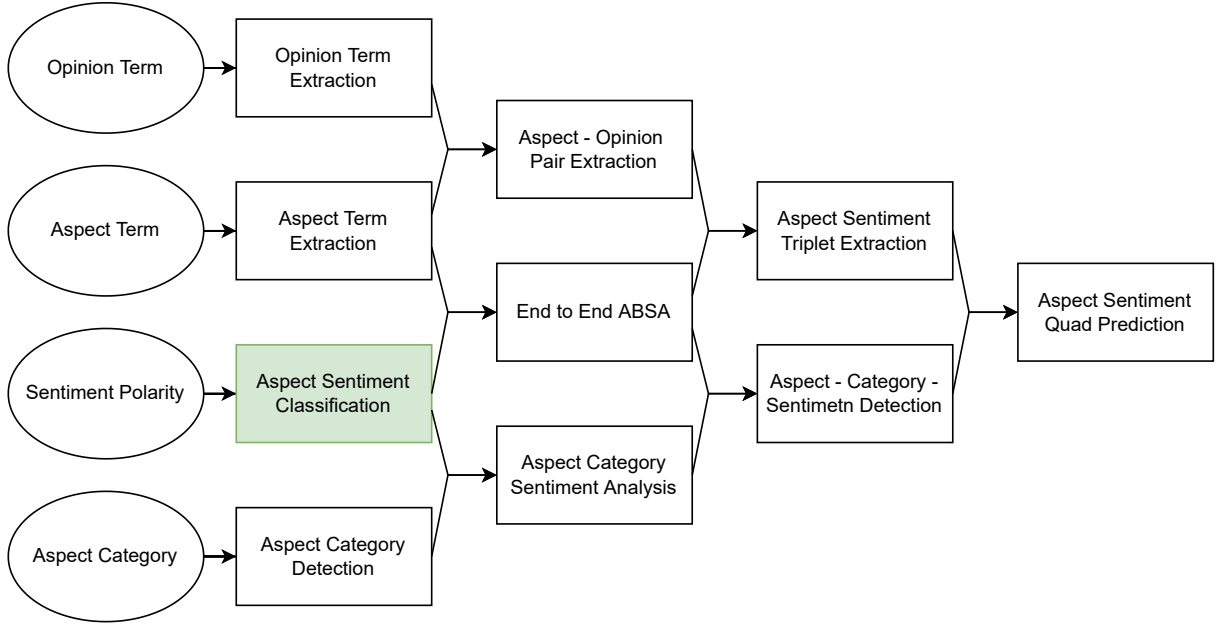 Opinion Term
Opinion Term
Extraction
Aspect - Opinion
Pair Extraction
Aspect Term
Aspect Term
Extraction
Aspect Sentiment
Triplet Extraction
End to End ABSA
Aspect Sentiment
Quad Prediction
Sentiment Polarity
Aspect Sentiment
Classification
Aspect - Category -
Sentimetn Detection
Aspect Category
Sentiment Analysis
Aspect Category
Aspect Category
Detection